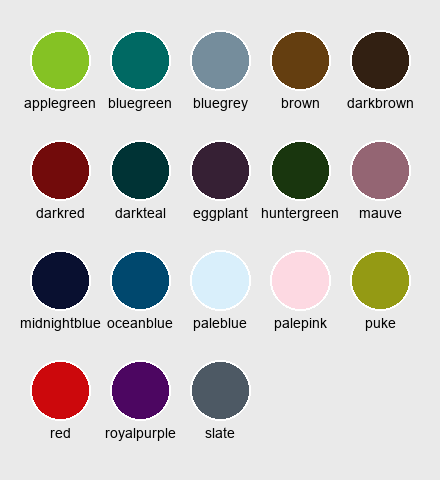 applegreen bluegreen bluegrey brown darkbrown
darkred darkteal eggplant huntergreen mauve
midnightblue oceanblue paleblue palepink puke
red royalpurple slate